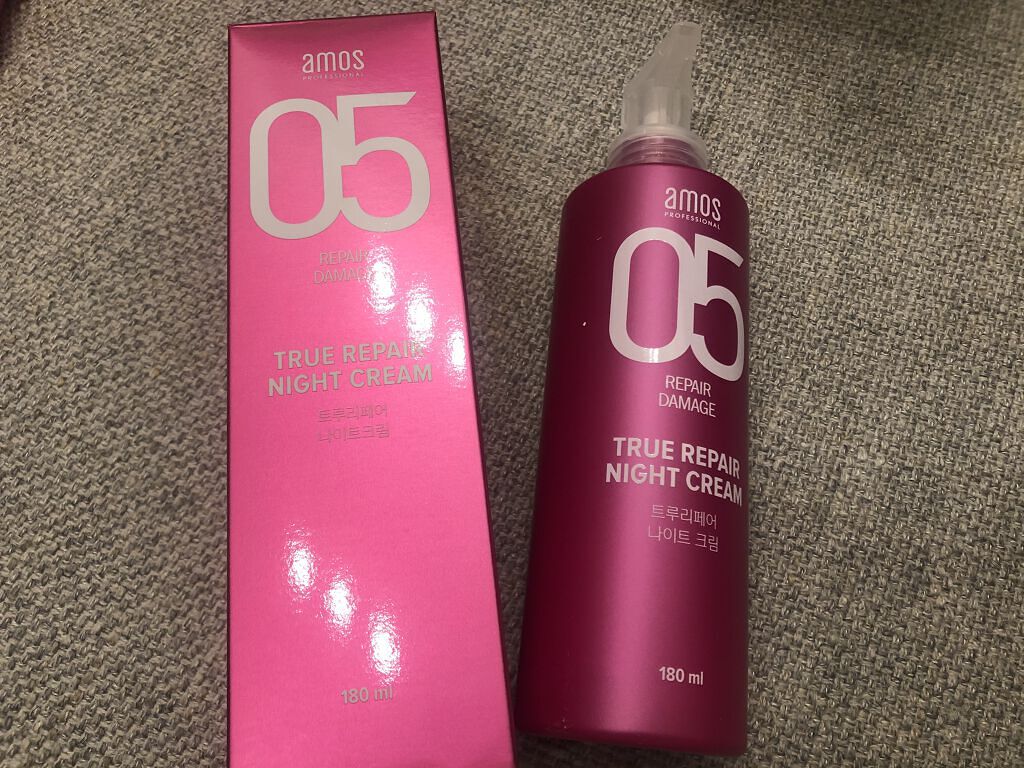 amos
PROFESSIONAL
05
REPAIR
DAMAGE
TRUE REPAIR
NIGHT CREAM
트루리페어
나이트크림
180 ml
amos
PROFESSIONAL
05
REPAIR
DAMAGE
TRUE REPAIR
NIGHT CREAM
트루리페어
나이트 크림
180 ml